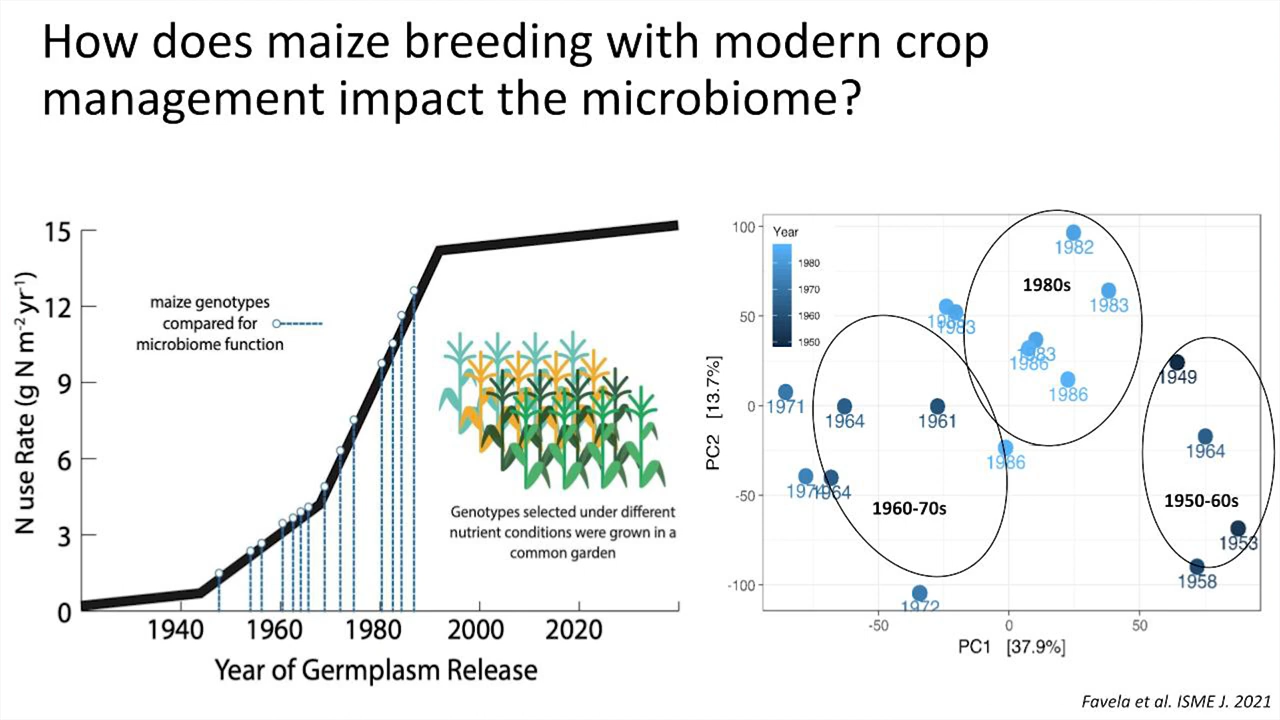 How does maize breeding with modern crop
management impact the microbiome?
15
12
9
6
3
0
N use Rate (g N m-2 yr-1)
1940
1960
1980
2000
2020
Year of Germplasm Release
maize genotypes
compared for
microbiome function
Genotypes selected under different
nutrient conditions were grown in a
common garden
100
50
0
-50
-100
PC2 [13.7%]
Year
1980
1970
1960
1950
1980s
1982
1983
1983
1983
1986
1986
1949
1971
1964
1961
1964
1986
1974
1964
1960-70s
1950-60s
1953
1958
1972
-50
0
50
PC1 [37.9%]
Favela et al. ISME J. 2021